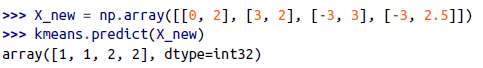 >>> X_new = np.array([[0, 2], [3, 2], [-3, 3], [-3, 2.5]])
>>> kmeans.predict(X_new)
array([1, 1, 2, 2], dtype=int32)